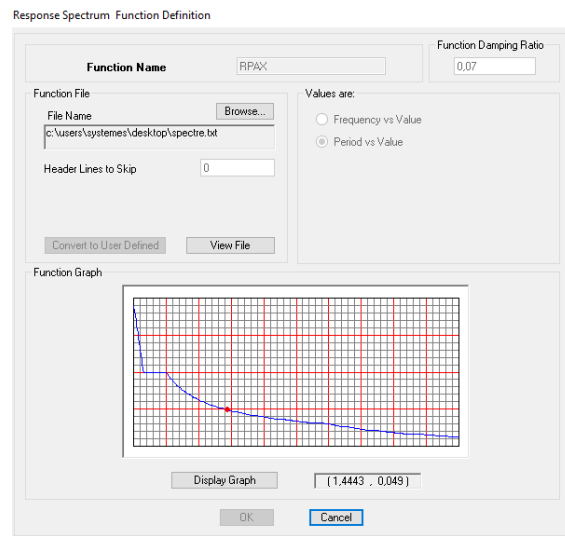 Response Spectrum Function Definition
Function Damping Ratio
Function Name
RPAX
0,07
Function File
Values are:
File Name
Browse...
c:\users\systemes\desktop\spectre.txt
Frequency vs Value
Period vs Value
Header Lines to Skip
0
Convert to User Defined
View File
Function Graph
Display Graph
(1,4443 , 0,049)
OK
Cancel